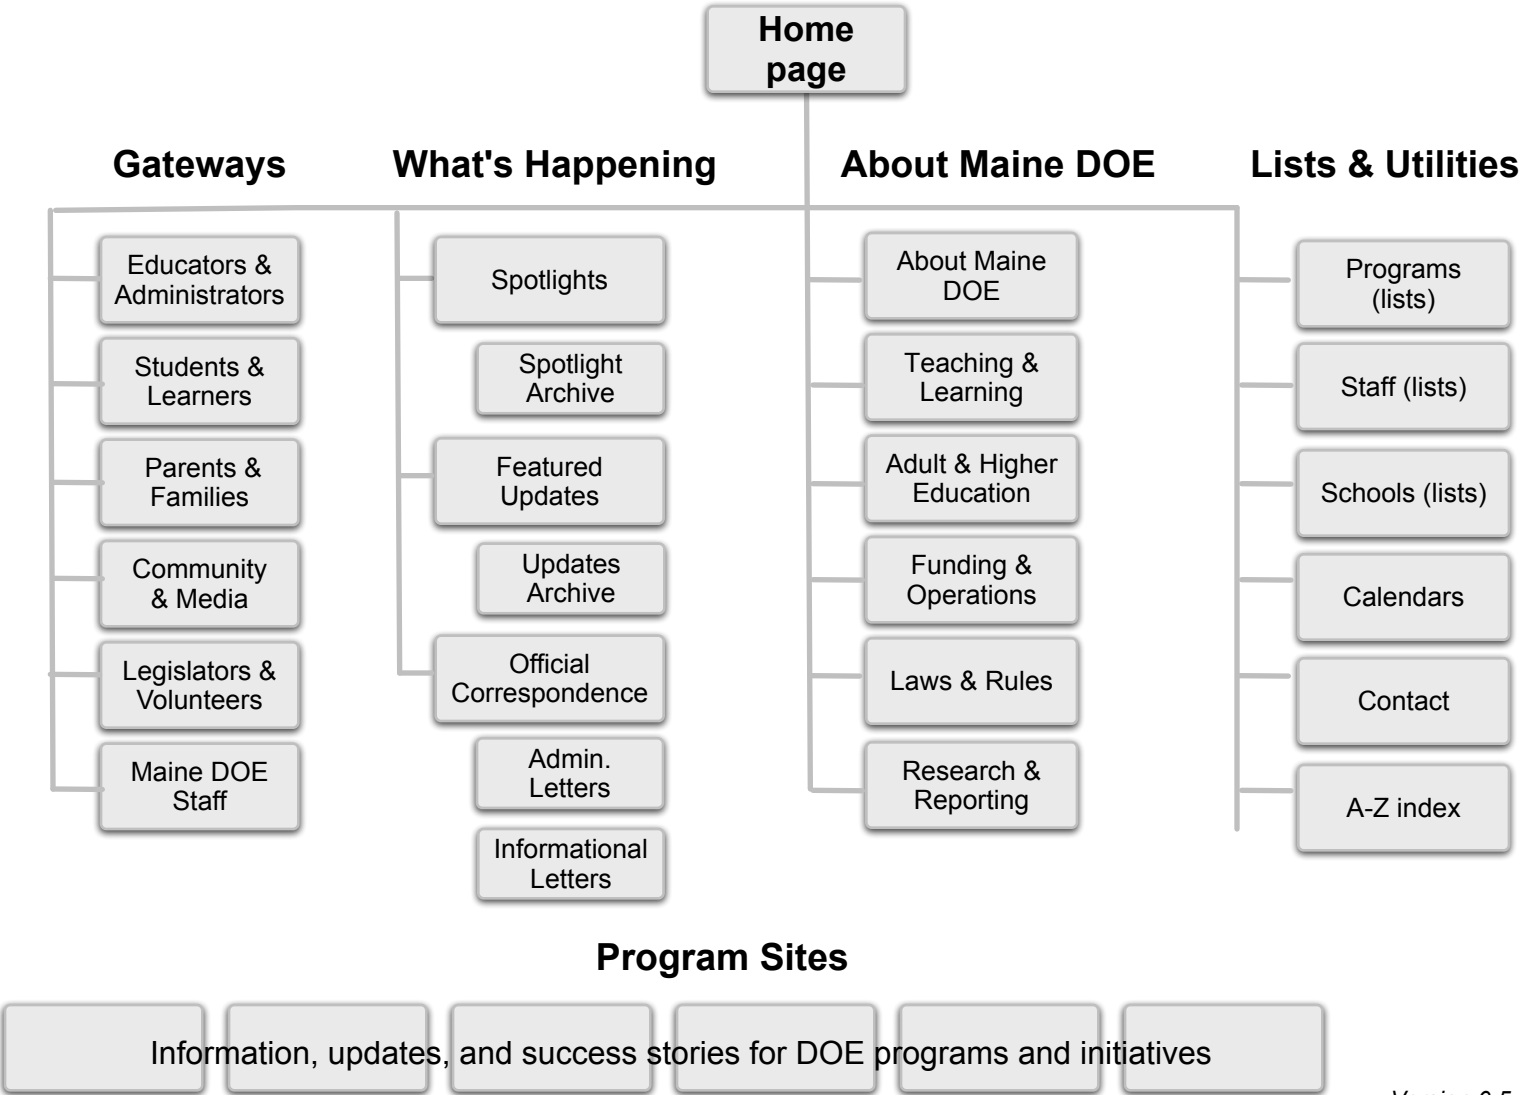 Home
page
Gateways
What's Happening
About Maine DOE
Lists & Utilities
Educators &
Administrators
Students &
Learners
Parents &
Families
Community
& Media
Legislators &
Volunteers
Maine DOE
Staff
Spotlights
Spotlight
Archive
Featured
Updates
Updates
Archive
Official
Correspondence
Admin.
Letters
Informational
Letters
About Maine
DOE
Teaching &
Learning
Adult & Higher
Education
Funding &
Operations
Laws & Rules
Research &
Reporting
Programs
(lists)
Staff (lists)
Schools (lists)
Calendars
Contact
A-Z index
Program Sites
Information, updates, and success stories for DOE programs and initiatives